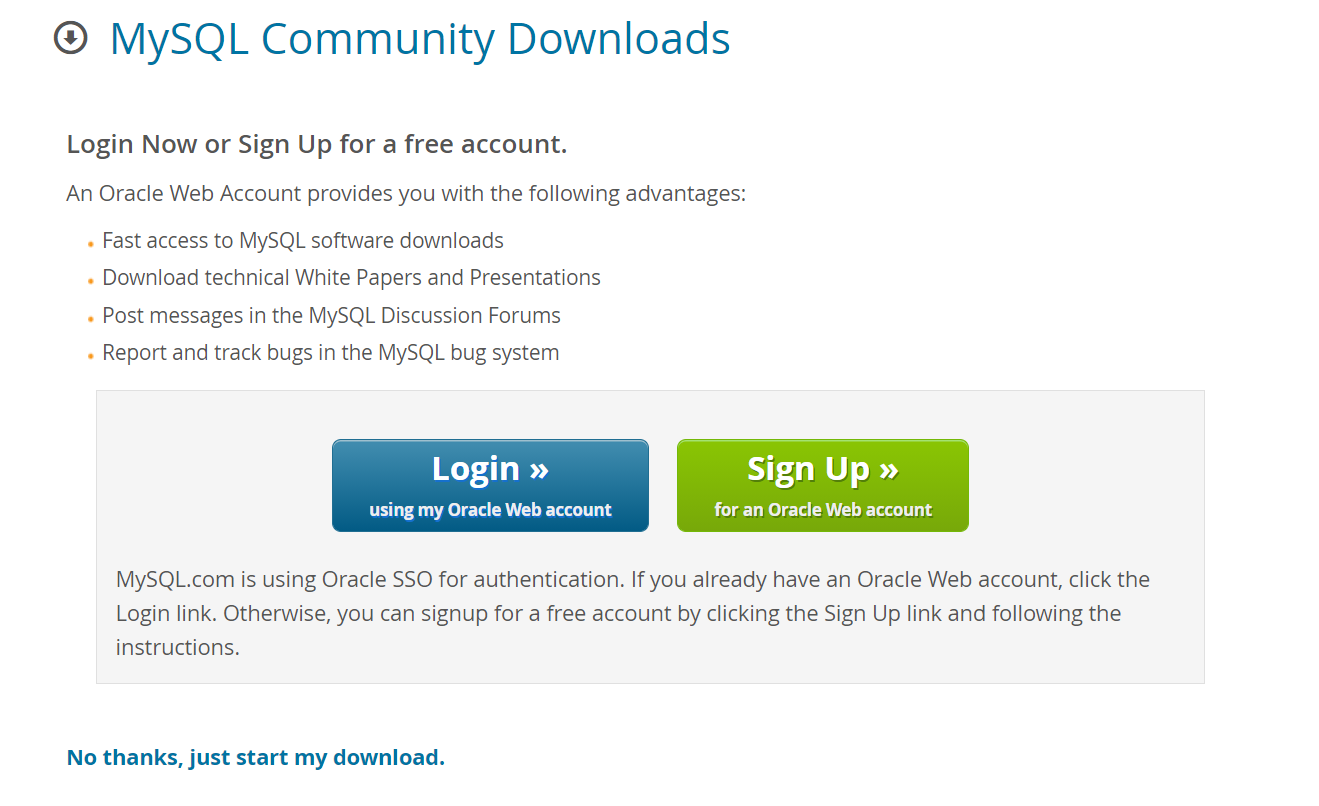 MySQL Community Downloads
Login Now or Sign Up for a free account.
An Oracle Web Account provides you with the following advantages:
Fast access to MySQL software downloads
Download technical White Papers and Presentations
Post messages in the MySQL Discussion Forums
Report and track bugs in the MySQL bug system
Login »
using my Oracle Web account
Sign Up »
for an Oracle Web account
MySQL.com is using Oracle SSO for authentication. If you already have an Oracle Web account, click the
Login link. Otherwise, you can signup for a free account by clicking the Sign Up link and following the
instructions.
No thanks, just start my download.